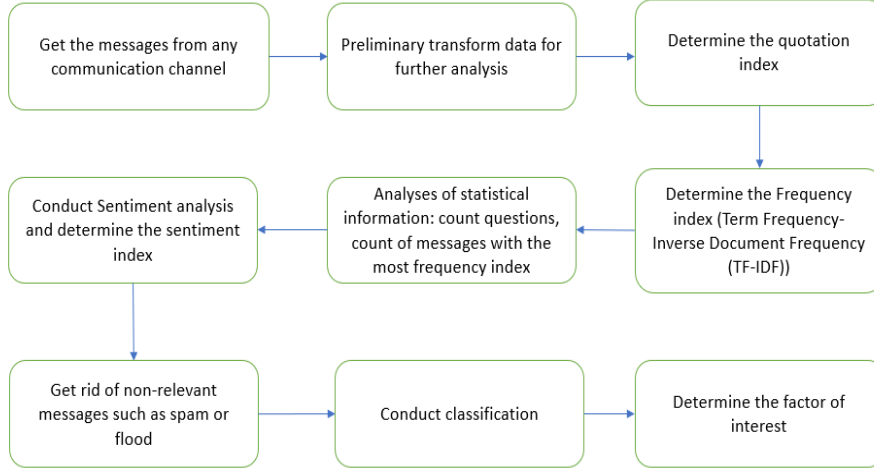 Get the messages from any
communication channel
Preliminary transform data for
further analysis
Determine the quotation
index
Determine the Frequency
index (Term Frequency-
Inverse Document Frequency
(TF-IDF))
Analyses of statistical
information: count questions,
count of messages with the
most frequency index
Conduct Sentiment analysis
and determine the sentiment
index
Get rid of non-relevant
messages such as spam or
flood
Conduct classification
Determine the factor of
interest